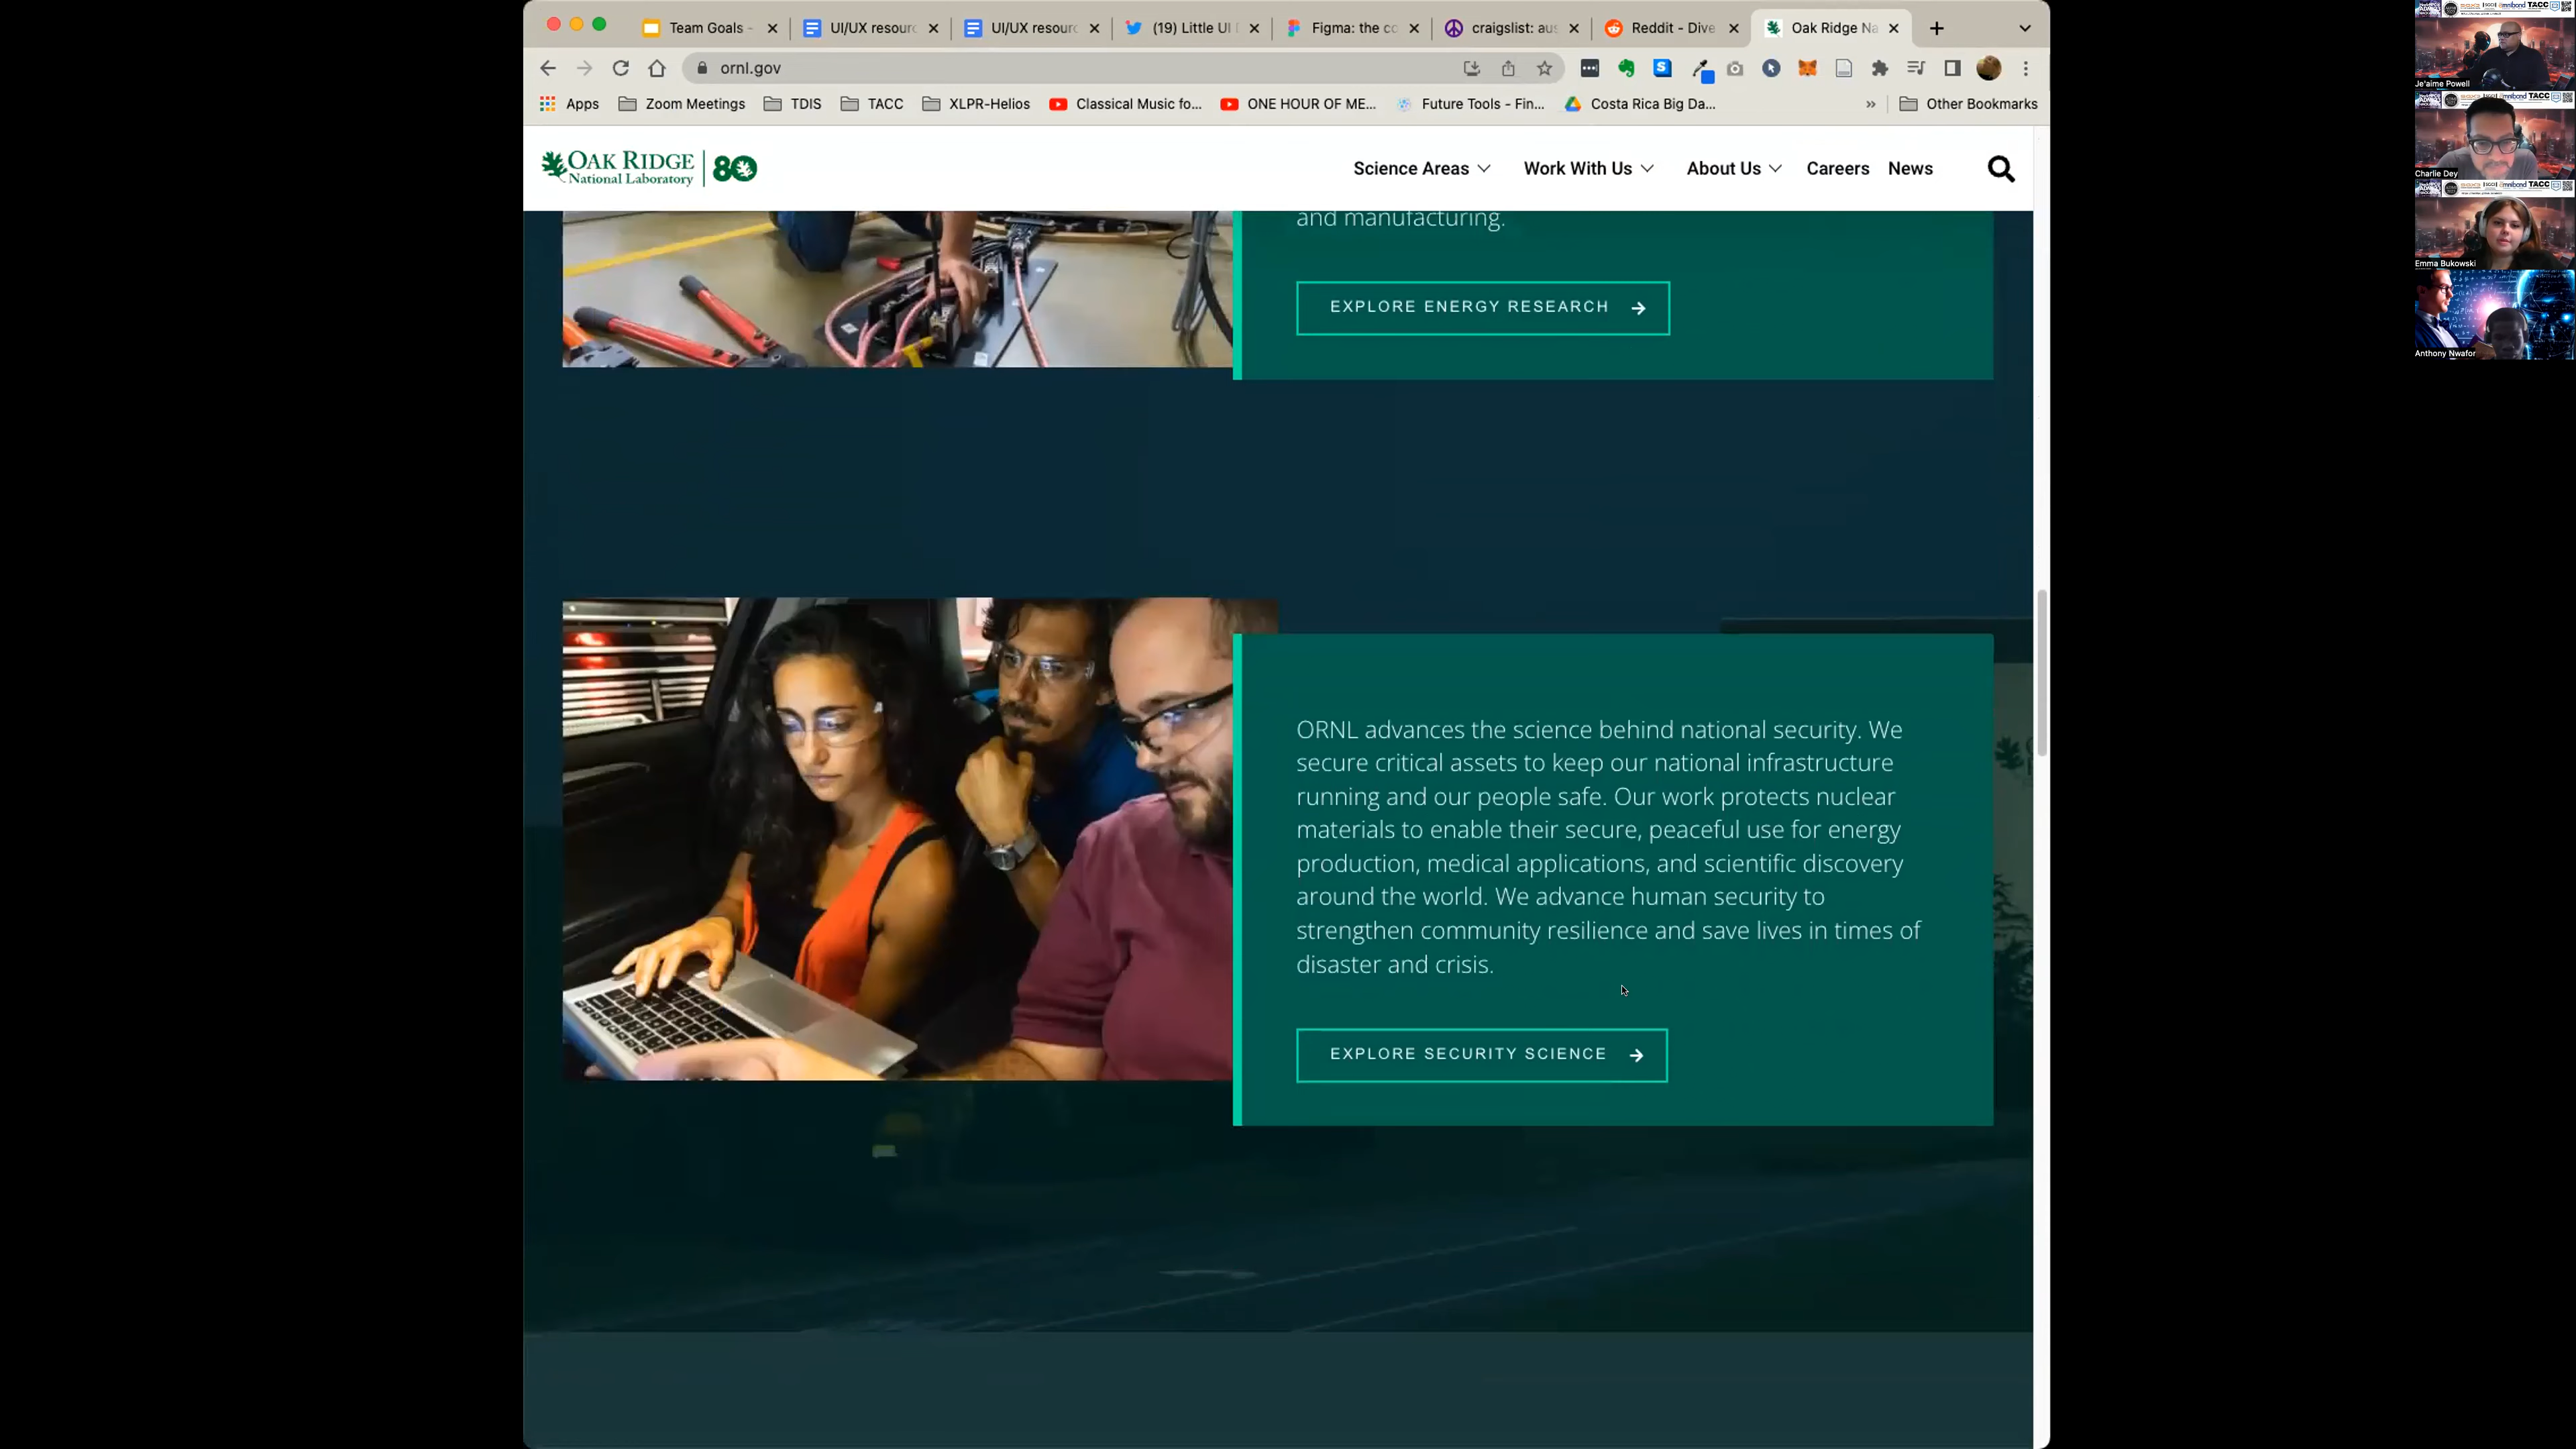 Team Goals -
UI/UX resour
UI/UX resour
(19) Little UI
Figma: the co
craigslist: aus
Reddit - Dive
Oak Ridge Na
ornl.gov
Apps
Zoom Meetings
TDIS
TACC
XLPR-Helios
Classical Music fo...
ONE HOUR OF ME...
Future Tools - Fin...
Costa Rica Big Da...
»
Other Bookmarks
OAK RIDGE
National Laboratory
80
Science Areas
Work With Us
About Us
Careers
News
and manufacturing.
EXPLORE ENERGY RESEARCH
ORNL advances the science behind national security. We
secure critical assets to keep our national infrastructure
running and our people safe. Our work protects nuclear
materials to enable their secure, peaceful use for energy
production, medical applications, and scientific discovery
around the world. We advance human security to
strengthen community resilience and save lives in times of
disaster and crisis.
EXPLORE SECURITY SCIENCE
TACC
Je'aime Powell
TACC
Charlie Dey
TACC
Emma Bukowski
Anthony Nwafor